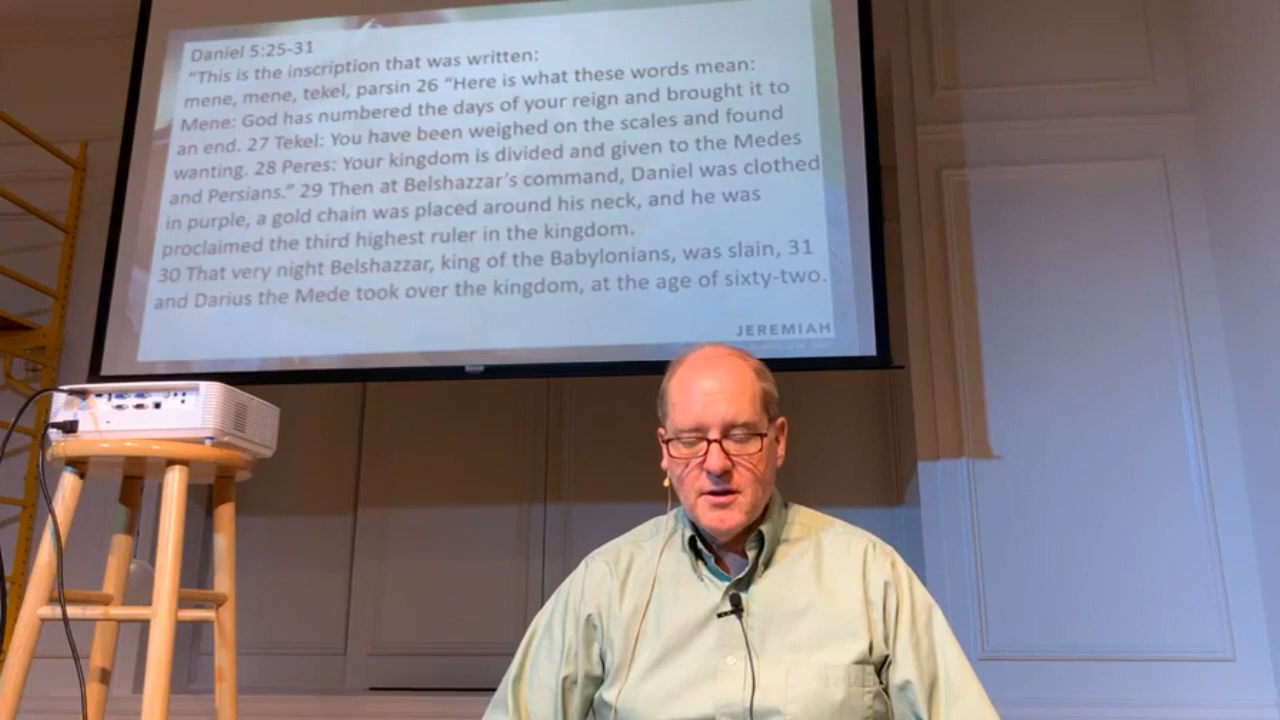 Daniel 5:25-31
“This is the inscription that was written:
mene, mene, tekel, parsin 26 “Here is what these words mean:
Mene: God has numbered the days of your reign and brought it to
an end. 27 Tekel: You have been weighed on the scales and found
wanting. 28 Peres: Your kingdom is divided and given to the Medes
and Persians.” 29 Then at Belshazzar’s command, Daniel was clothed
in purple, a gold chain was placed around his neck, and he was
proclaimed the third highest ruler in the kingdom.
30 That very night Belshazzar, king of the Babylonians, was slain, 31
and Darius the Mede took over the kingdom, at the age of sixty-two.
JEREMIAH